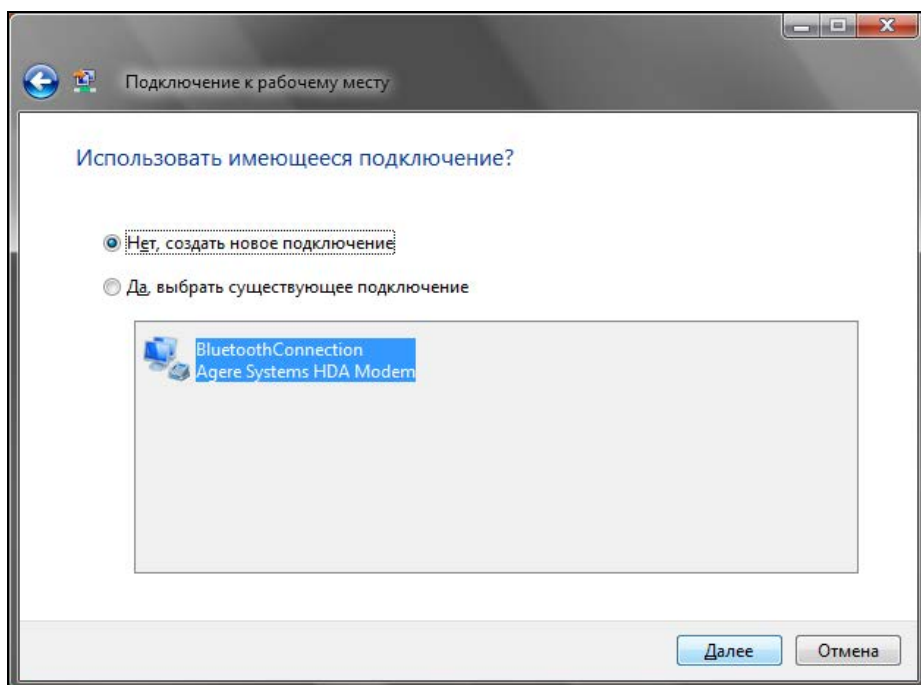 Подключение к рабочему месту
Использовать имеющееся подключение?
Нет, создать новое подключение
Да, выбрать существующее подключение
BluetoothConnection
Agere Systems HDA Modem
Далее
Отмена